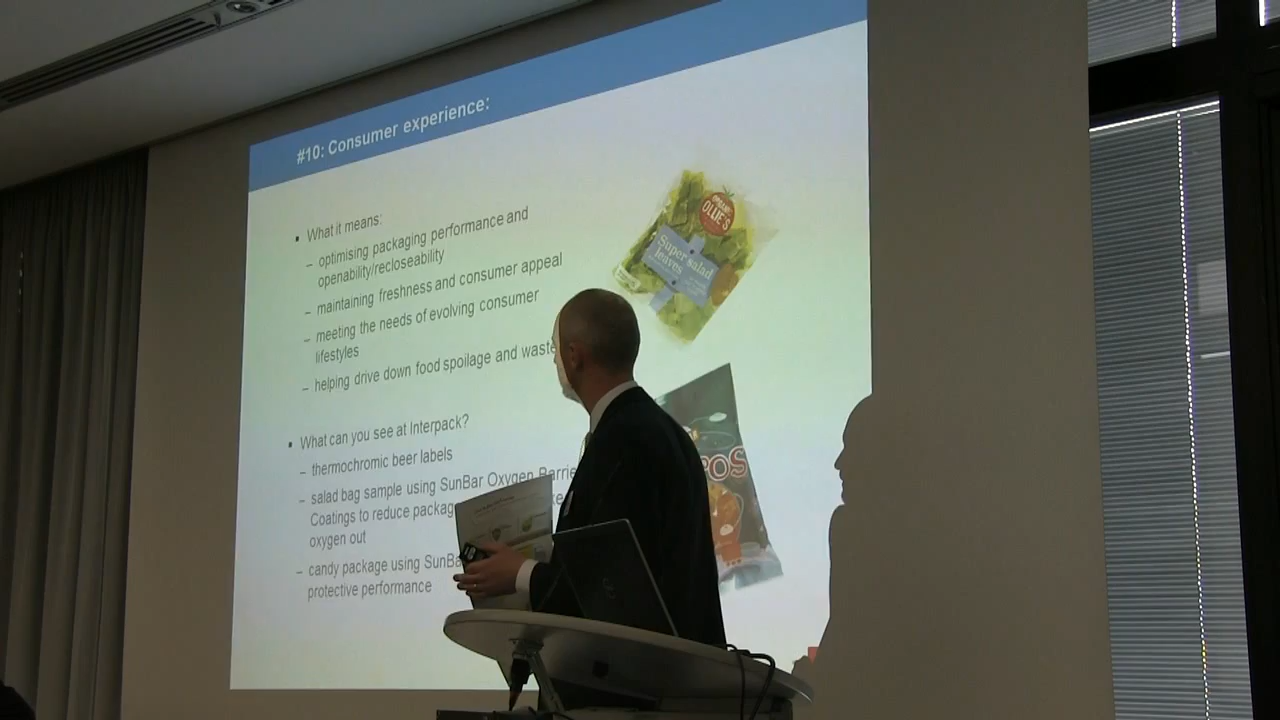 #10: Consumer experience:
▪ What it means:
– optimising packaging performance and
openability/recloseability
– maintaining freshness and consumer appeal
– meeting the needs of evolving consumer
lifestyles
– helping drive down food spoilage and waste
▪ What can you see at Interpack?
– thermochromic beer labels
– salad bag sample using SunBar Oxygen Barrie
Coatings to reduce packag
oxygen out
– candy package using SunBa
protective performance
OLLIE'S
Super salad
leaves